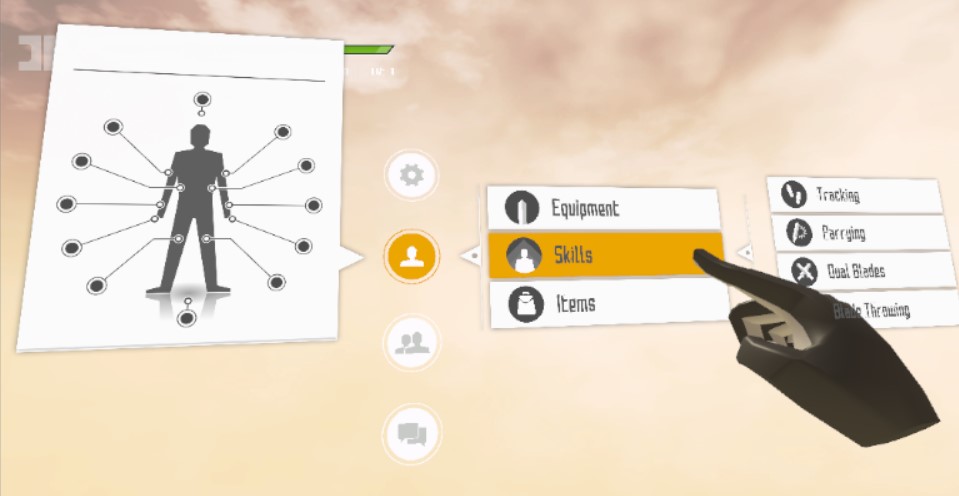 Equipment
Skills
Items
Tracking
Parrying
Dual Blades
Blade Throwing